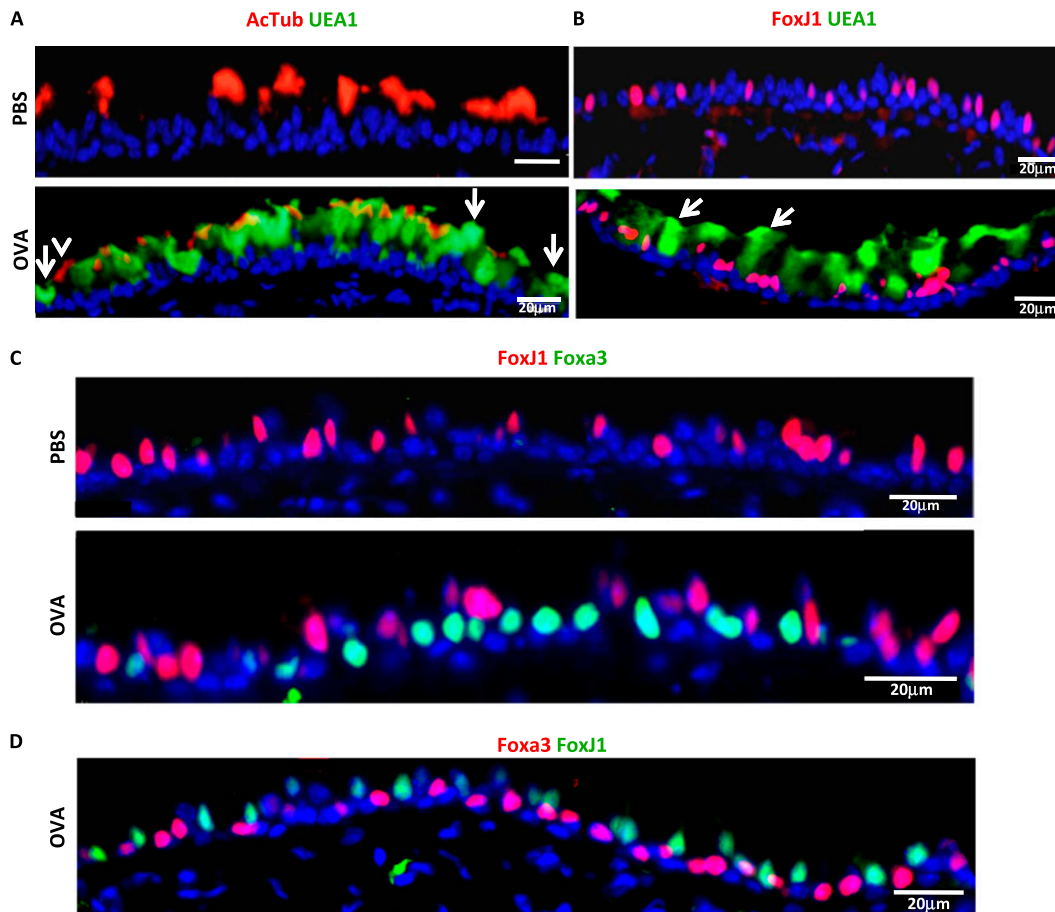 A
AcTub UEA1
B
FoxJ1 UEA1
PBS
20μm
OVA
20μm
20μm
C
FoxJ1 Foxa3
PBS
20μm
OVA
20μm
D
Foxa3 FoxJ1
OVA
20μm